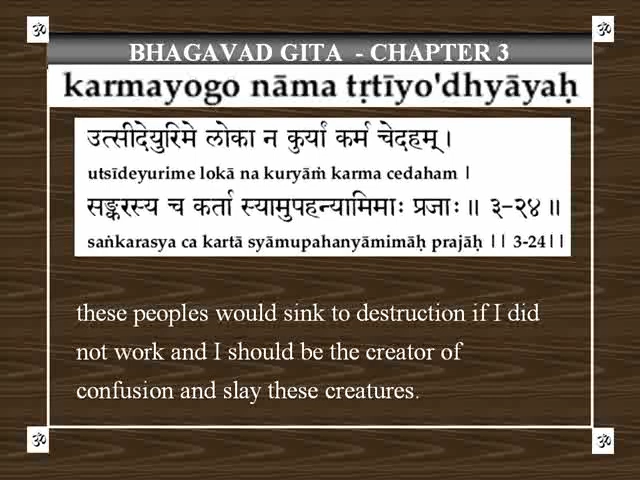 ॐ ॐ
BHAGAVAD GITA - CHAPTER 3
karmayogo nāma tṛtīyo'dhyāyaḥ
उत्सीदेयुरिमे लोका न कुर्यां कर्म चेदहम् ।
utsīdeyurime lokā na kuryāṁ karma cedaham |
सङ्करस्य च कर्ता स्यामुपहन्यामिमाः प्रजाः ॥ ३-२४ ॥
saṅkarasya ca kartā syāmupahanyāmimāḥ prajāḥ || 3-24||
these peoples would sink to destruction if I did
not work and I should be the creator of
confusion and slay these creatures.
ॐ ॐ